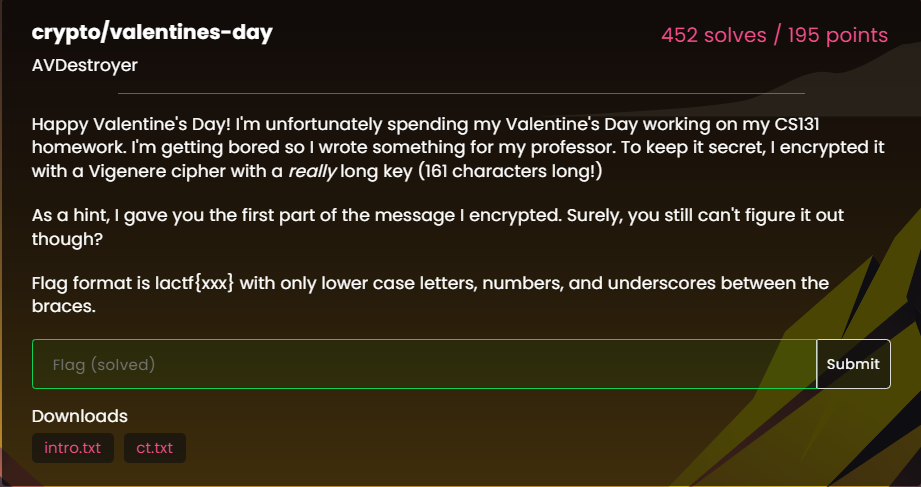 crypto/valentines-day
452 solves / 195 points
AVDestroyer
Happy Valentine's Day! I'm unfortunately spending my Valentine's Day working on my CS131
homework. I'm getting bored so I wrote something for my professor. To keep it secret, I encrypted it
with a Vigenere cipher with a really long key (161 characters long!)
As a hint, I gave you the first part of the message I encrypted. Surely, you still can't figure it out
though?
Flag format is lactf{xxx} with only lower case letters, numbers, and underscores between the
braces.
Flag (solved)
Submit
Downloads
intro.txt
ct.txt